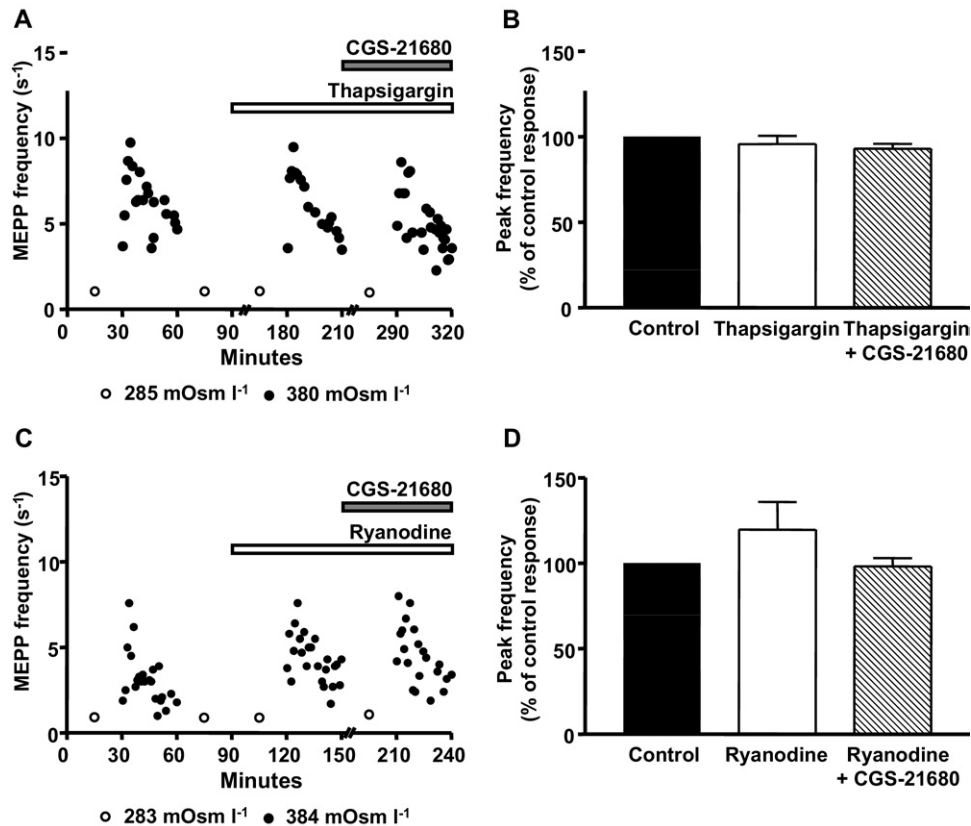 A
MEPP frequency (s⁻¹)
15
10
5
0
CGS-21680
Thapsigargin
0 30 60 90 180 210 290 320
Minutes
285 mOsm l⁻¹ 380 mOsm l⁻¹
B
Peak frequency
(% of control response)
150
100
50
0
Control Thapsigargin Thapsigargin
+ CGS-21680
C
MEPP frequency (s⁻¹)
15
10
5
0
CGS-21680
Ryanodine
0 30 60 90 120 150 210 240
Minutes
283 mOsm l⁻¹ 384 mOsm l⁻¹
D
Peak frequency
(% of control response)
150
100
50
0
Control Ryanodine Ryanodine
+ CGS-21680